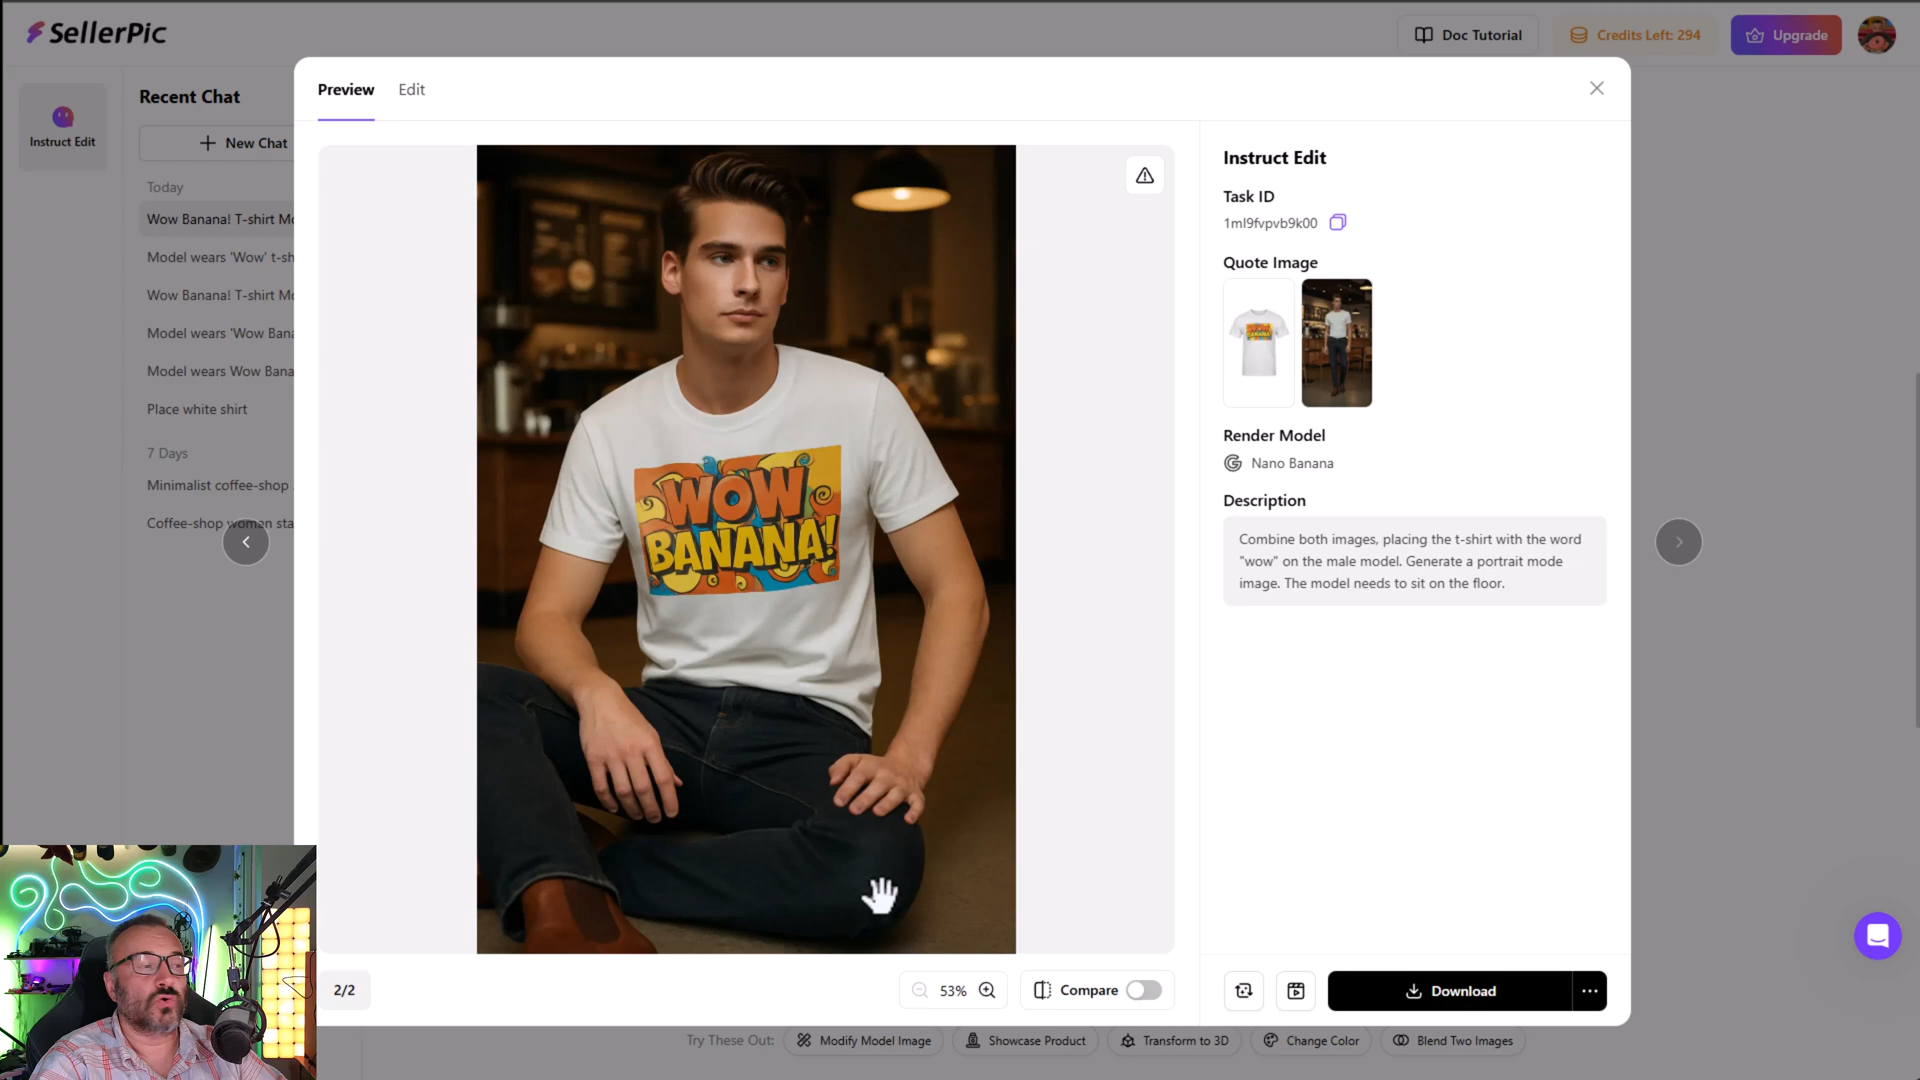 SellerPic
Doc Tutorial
Credits Left: 294
Upgrade
Instruct Edit
Recent Chat
New Chat
Today
Wow Banana! T-shirt Mo
Model wears 'Wow' t-sh
Wow Banana! T-shirt Mo
Model wears 'Wow Bana
Model wears Wow Bana
Place white shirt
7 Days
Minimalist coffee-shop
Coffee-shop woman sta
Preview
Edit
WOW
BANANA!
2/2
53%
Compare
Instruct Edit
Task ID
1ml9fvpvb9k00
Quote Image
Render Model
Nano Banana
Description
Combine both images, placing the t-shirt with the word
"wow" on the male model. Generate a portrait mode
image. The model needs to sit on the floor.
Download
Try These Out:
Modify Model Image
Showcase Product
Transform to 3D
Change Color
Blend Two Images